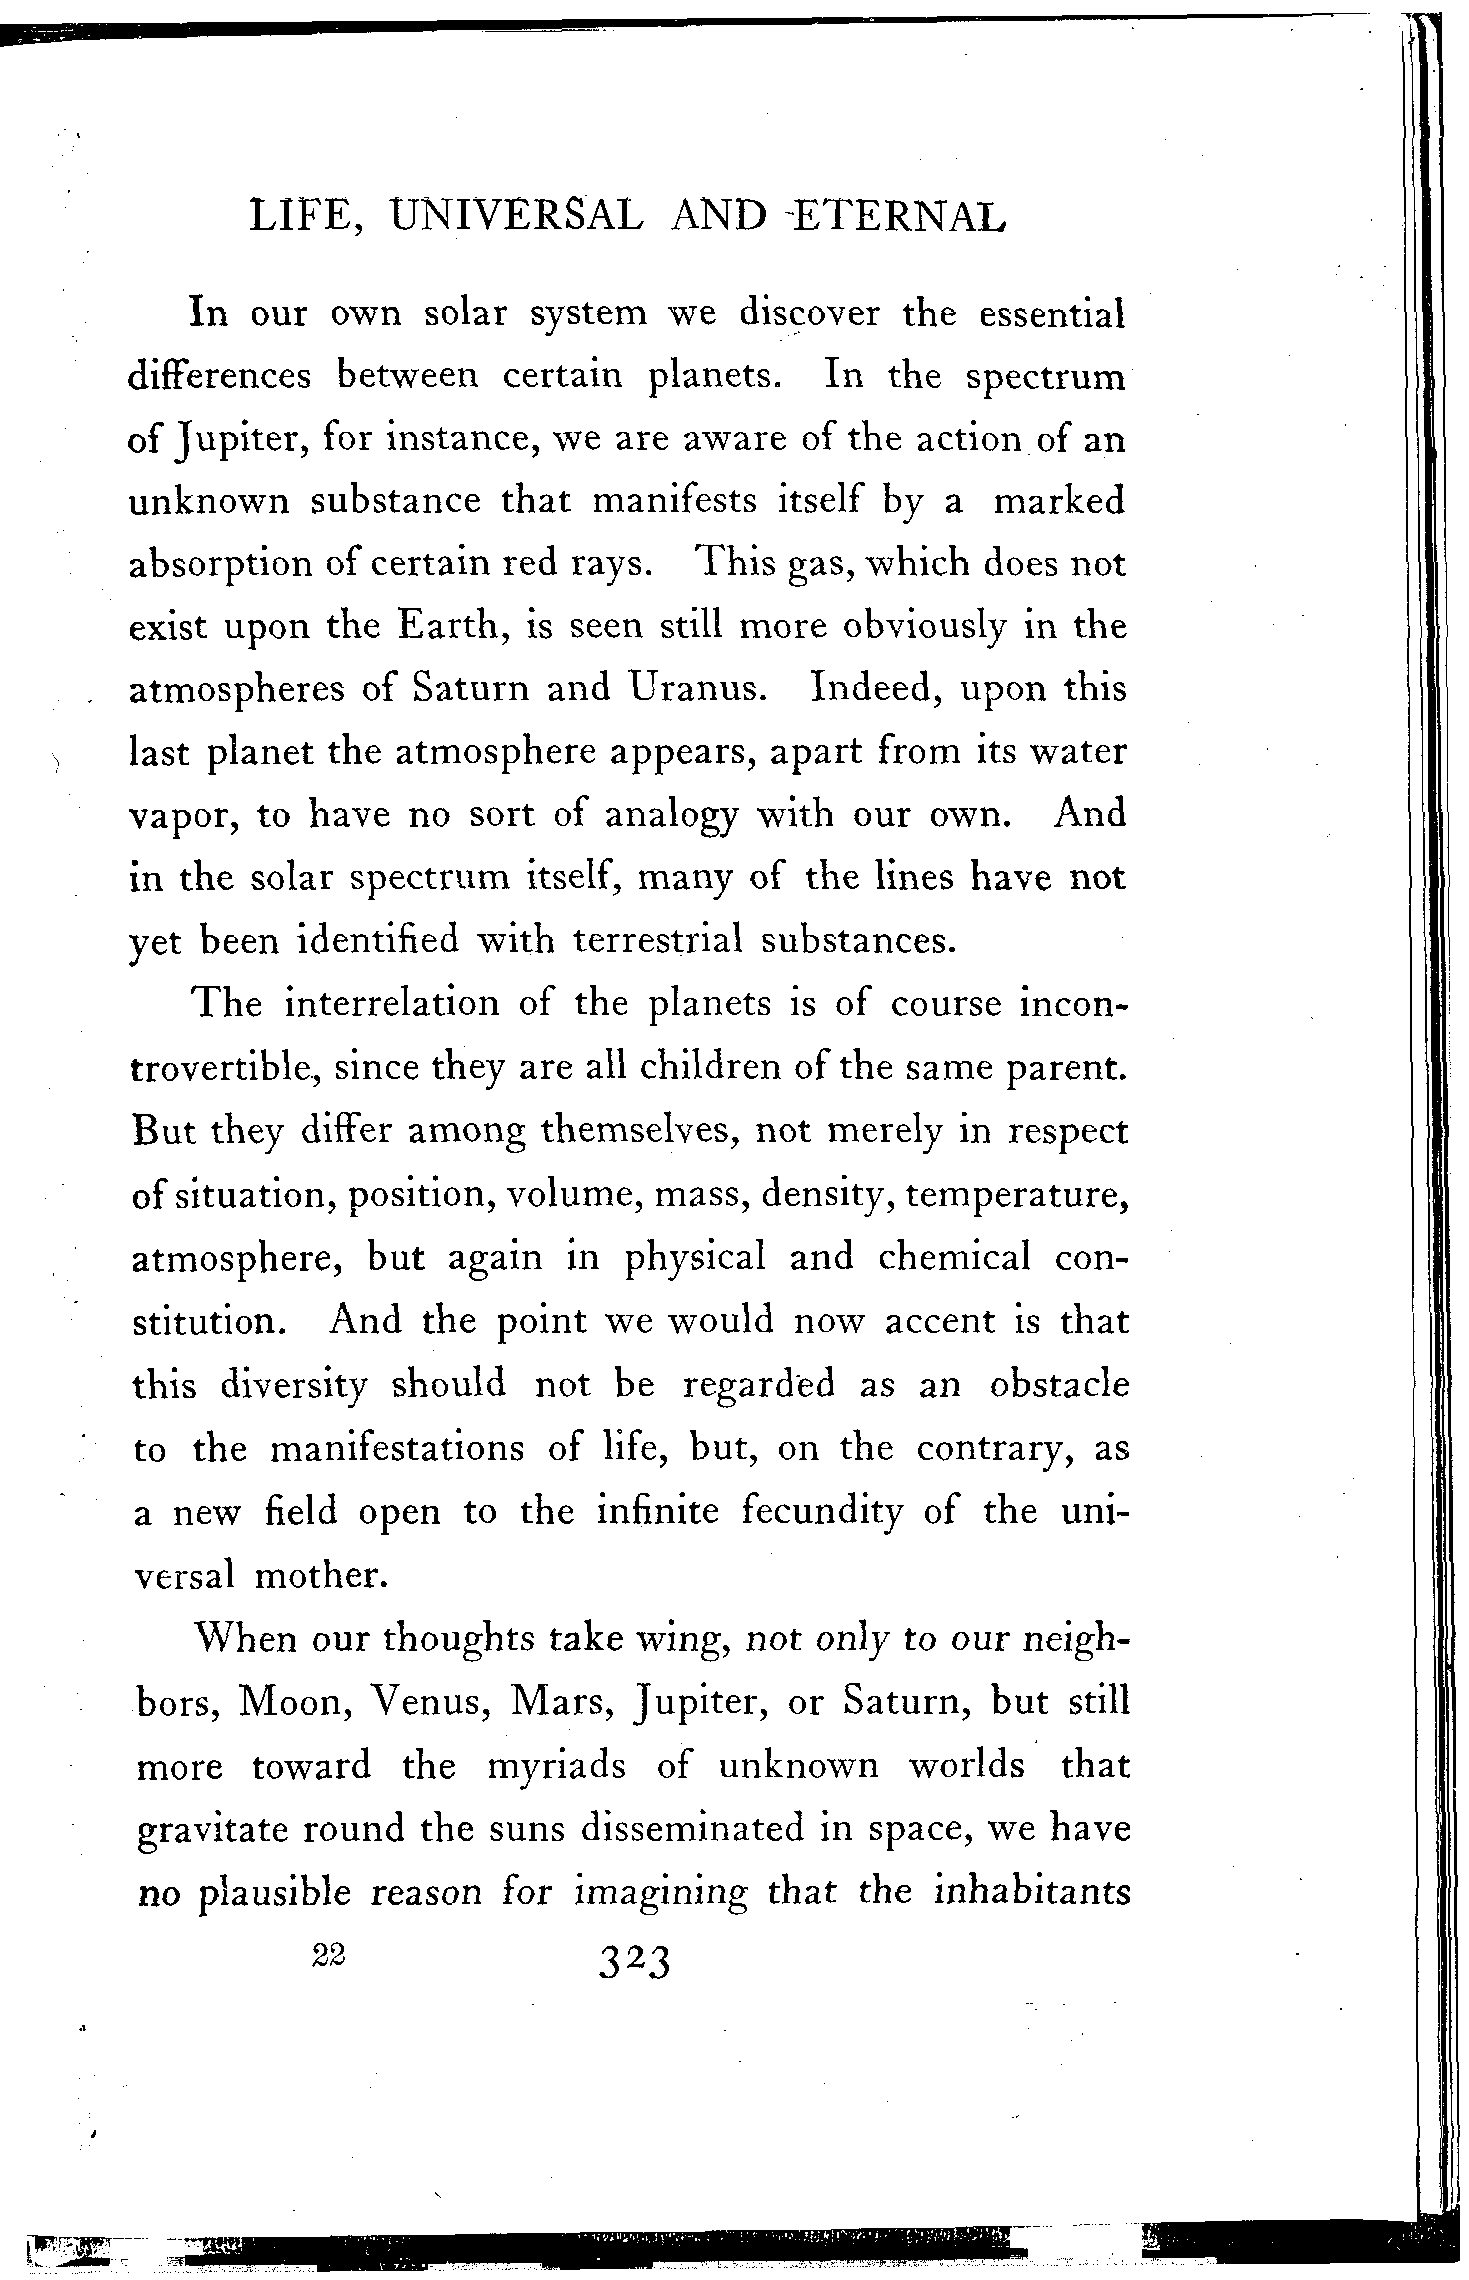 LIFE, UNIVERSAL AND ETERNAL
In our own solar system we discover the essential
differences between certain planets. In the spectrum
of Jupiter, for instance, we are aware of the action of an
unknown substance that manifests itself by a marked
absorption of certain red rays. This gas, which does not
exist upon the Earth, is seen still more obviously in the
atmospheres of Saturn and Uranus. Indeed, upon this
last planet the atmosphere appears, apart from its water
vapor, to have no sort of analogy with our own. And
in the solar spectrum itself, many of the lines have not
yet been identified with terrestrial substances.
The interrelation of the planets is of course incon-
trovertible, since they are all children of the same parent.
But they differ among themselves, not merely in respect
of situation, position, volume, mass, density, temperature,
atmosphere, but again in physical and chemical con-
stitution. And the point we would now accent is that
this diversity should not be regarded as an obstacle
to the manifestations of life, but, on the contrary, as
a new field open to the infinite fecundity of the uni-
versal mother.
When our thoughts take wing, not only to our neigh-
bors, Moon, Venus, Mars, Jupiter, or Saturn, but still
more toward the myriads of unknown worlds that
gravitate round the suns disseminated in space, we have
no plausible reason for imagining that the inhabitants
22 323